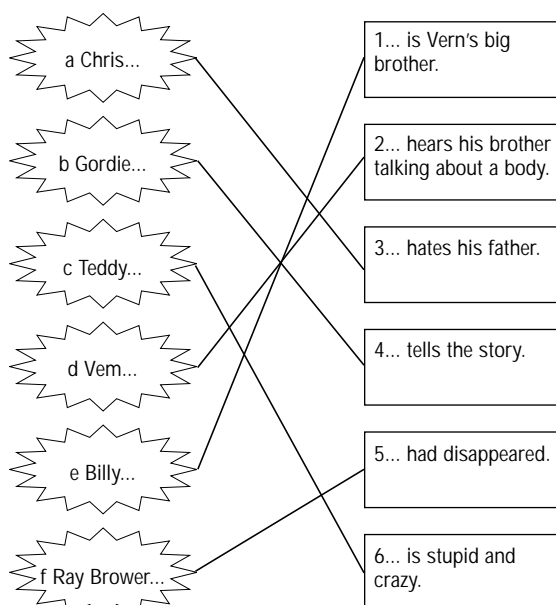 a Chris...
b Gordie...
c Teddy...
d Vem...
e Billy...
f Ray Brower...
1... is Vern's big
brother.
2... hears his brother
talking about a body.
3... hates his father.
4... tells the story.
5... had disappeared.
6... is stupid and
crazy.